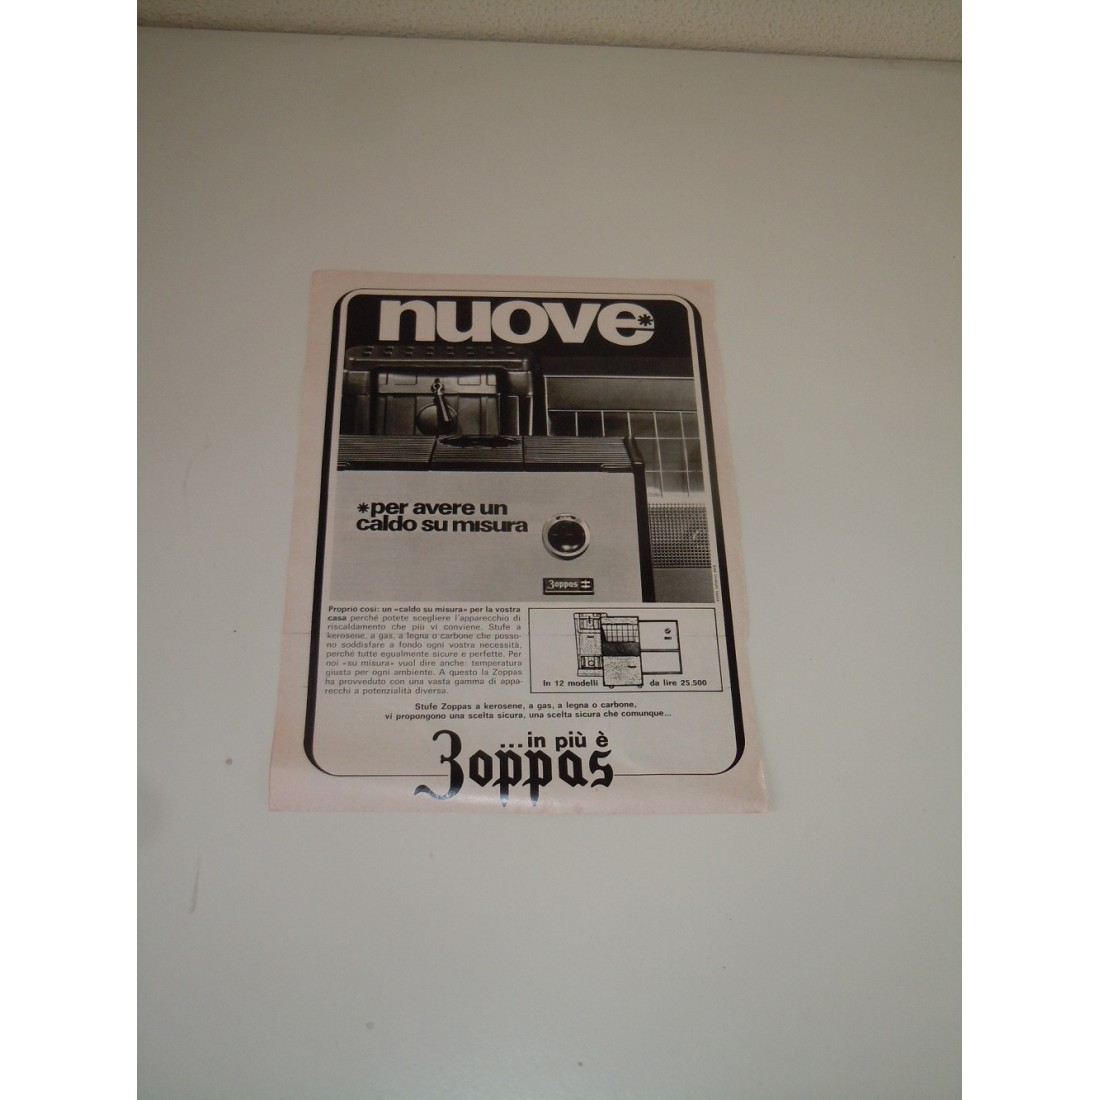 nuove*
*per avere un
caldo su misura
Zoppas
Proprio così: un «caldo su misura» per la vostra
casa perché potete scegliere l'apparecchio di
riscaldamento che più vi conviene. Stufe a
kerosene, a gas, a legna o carbone che posso-
no soddisfare a fondo ogni vostra necessità,
perché tutte egualmente sicure e perfette. Per
noi «su misura» vuol dire anche: temperatura
giusta per ogni ambiente. A questo la Zoppas
ha provveduto con una vasta gamma di appa-
recchi a potenzialità diversa.
In 12 modelli da lire 25.500
Stufe Zoppas a kerosene, a gas, a legna o carbone,
vi propongono una scelta sicura, una scelta sicura che comunque...
...in più è
Zoppas